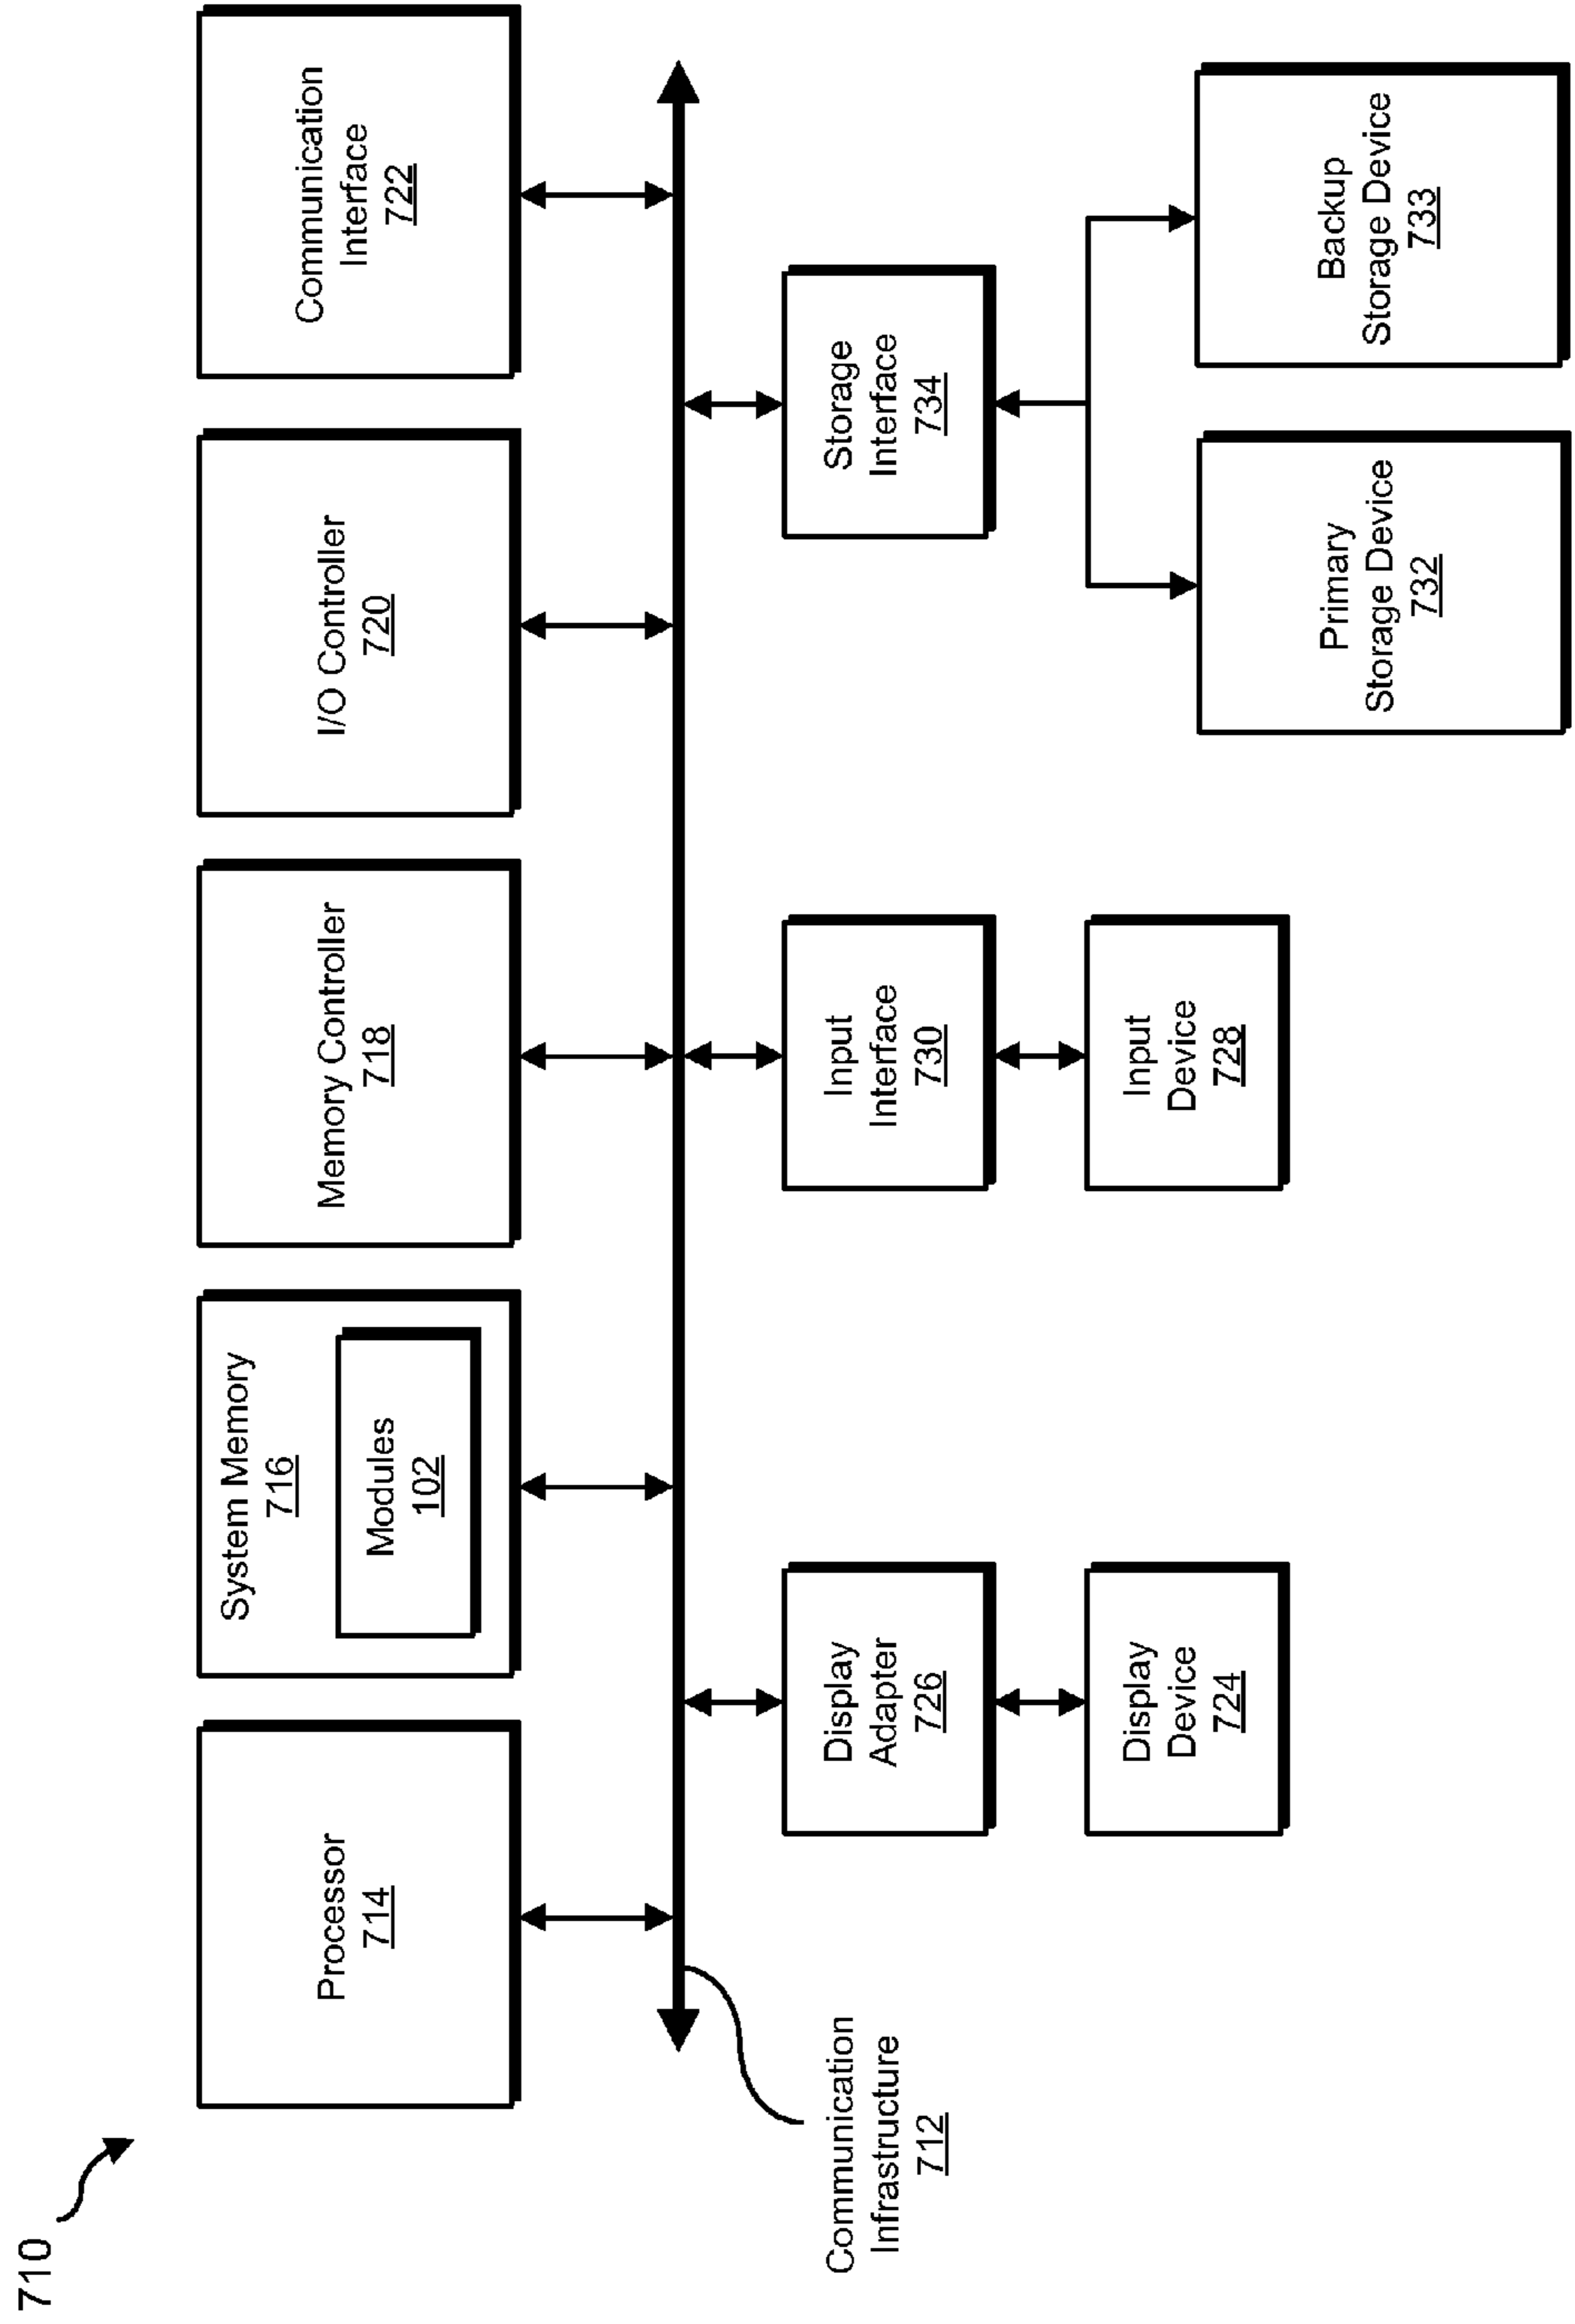 710
Processor
714
System Memory
716
Modules
102
Memory Controller
718
I/O Controller
720
Communication
Interface
722
Communication
Infrastructure
712
Display
Adapter
726
Input
Interface
730
Storage
Interface
734
Display
Device
724
Input
Device
728
Primary
Storage Device
732
Backup
Storage Device
733